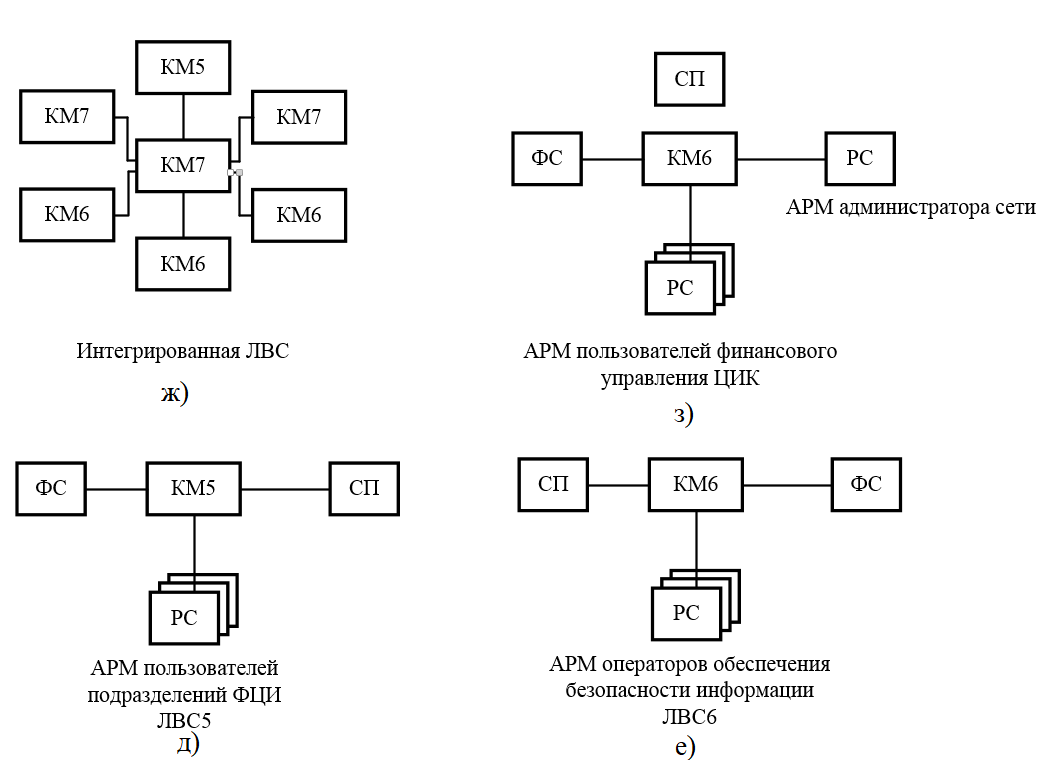 КМ5
КМ7
КМ7
КМ7
КМ6
КМ6
КМ6
Интегрированная ЛВС
ж)
СП
ФС
КМ6
РС
АРМ администратора сети
РС
АРМ пользователей финансового
управления ЦИК
з)
ФС
КМ5
СП
РС
АРМ пользователей
подразделений ФЦИ
ЛВС5
д)
СП
КМ6
ФС
РС
АРМ операторов обеспечения
безопасности информации
ЛВС6
е)